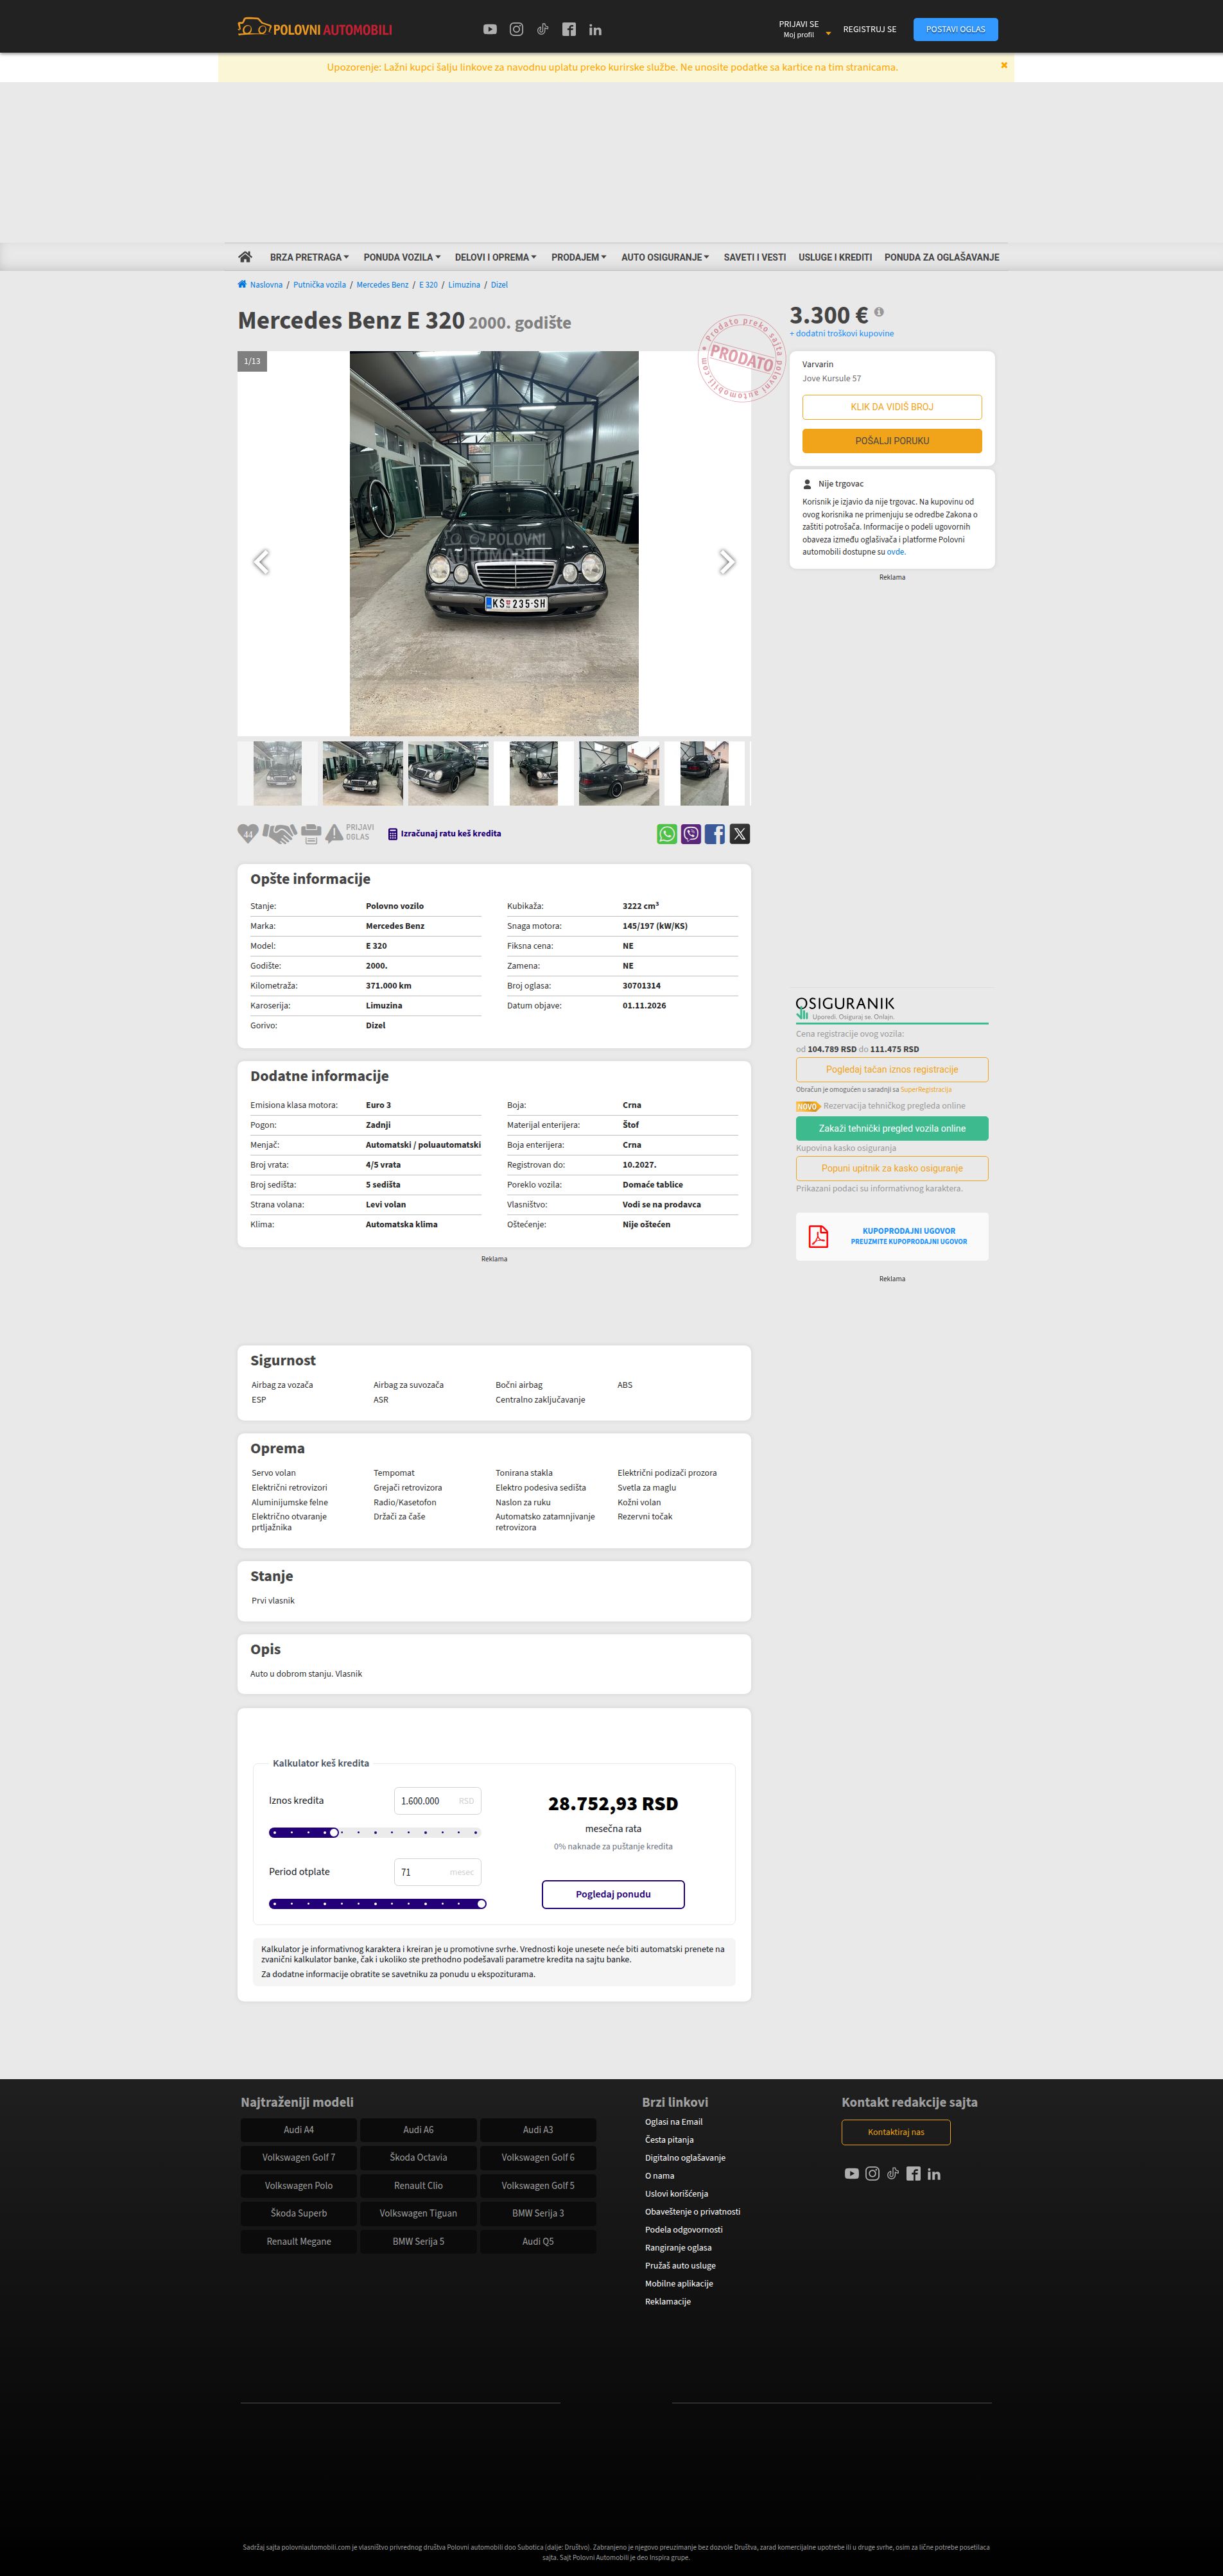 POLOVNI AUTOMOBILI
PRIJAVI SE
Moj profil
REGISTRUJ SE
POSTAVI OGLAS
Upozorenje: Lažni kupci šalju linkove za navodnu uplatu preko kurirske službe. Ne unosite podatke sa kartice na tim stranicama.
BRZA PRETRAGA
PONUDA VOZILA
DELOVI I OPREMA
PRODAJEM
AUTO OSIGURANJE
SAVETI I VESTI
USLUGE I KREDITI
PONUDA ZA OGLAŠAVANJE
Naslovna / Putnička vozila / Mercedes Benz / E 320 / Limuzina / Dizel
Mercedes Benz E 320 2000. godište
3.300 €
+ dodatni troškovi kupovine
Prodato preko sajta
PRODATO
polovniautomobili.com
1/13
POLOVNI
AUTOMOBILI
KŠ 235-SH
Varvarin
Jove Kursule 57
KLIK DA VIDIŠ BROJ
POŠALJI PORUKU
Nije trgovac
Korisnik je izjavio da nije trgovac. Na kupovinu od
ovog korisnika ne primenjuju se odredbe Zakona o
zaštiti potrošača. Informacije o podeli ugovornih
obaveza između oglašivača i platforme Polovni
automobili dostupne su ovde.
Reklama
44
PRIJAVI
OGLAS
Izračunaj ratu keš kredita
Opšte informacije
Stanje: Polovno vozilo
Marka: Mercedes Benz
Model: E 320
Godište: 2000.
Kilometraža: 371.000 km
Karoserija: Limuzina
Gorivo: Dizel
Kubikaža: 3222 cm³
Snaga motora: 145/197 (kW/KS)
Fiksna cena: NE
Zamena: NE
Broj oglasa: 30701314
Datum objave: 01.11.2026
Dodatne informacije
Emisiona klasa motora: Euro 3
Pogon: Zadnji
Menjač: Automatski / poluautomatski
Broj vrata: 4/5 vrata
Broj sedišta: 5 sedišta
Strana volana: Levi volan
Klima: Automatska klima
Boja: Crna
Materijal enterijera: Štof
Boja enterijera: Crna
Registrovan do: 10.2027.
Poreklo vozila: Domaće tablice
Vlasništvo: Vodi se na prodavca
Oštećenje: Nije oštećen
Reklama
OSIGURANIK
Uporedi. Osiguraj se. Onlajn.
Cena registracije ovog vozila:
od 104.789 RSD do 111.475 RSD
Pogledaj tačan iznos registracije
Obračun je omogućen u saradnji sa SuperRegistracija
NOVO Rezervacija tehničkog pregleda online
Zakaži tehnički pregled vozila online
Kupovina kasko osiguranja
Popuni upitnik za kasko osiguranje
Prikazani podaci su informativnog karaktera.
KUPOPRODAJNI UGOVOR
PREUZMITE KUPOPRODAJNI UGOVOR
Reklama
Sigurnost
Airbag za vozača
Airbag za suvozača
Bočni airbag
ABS
ESP
ASR
Centralno zaključavanje
Oprema
Servo volan
Tempomat
Tonirana stakla
Električni podizači prozora
Električni retrovizori
Grejači retrovizora
Elektro podesiva sedišta
Svetla za maglu
Aluminijumske felne
Radio/Kasetofon
Naslon za ruku
Kožni volan
Električno otvaranje
prtljažnika
Držači za čaše
Automatsko zatamnjivanje
retrovizora
Rezervni točak
Stanje
Prvi vlasnik
Opis
Auto u dobrom stanju. Vlasnik
Kalkulator keš kredita
Iznos kredita
1.600.000 RSD
Period otplate
71 mesec
28.752,93 RSD
mesečna rata
0% naknade za puštanje kredita
Pogledaj ponudu
Kalkulator je informativnog karaktera i kreiran je u promotivne svrhe. Vrednosti koje unesete neće biti automatski prenete na
zvanični kalkulator banke, čak i ukoliko ste prethodno podešavali parametre kredita na sajtu banke.
Za dodatne informacije obratite se savetniku za ponudu u ekspoziturama.
Najtraženiji modeli
Audi A4
Audi A6
Audi A3
Volkswagen Golf 7
Škoda Octavia
Volkswagen Golf 6
Volkswagen Polo
Renault Clio
Volkswagen Golf 5
Škoda Superb
Volkswagen Tiguan
BMW Serija 3
Renault Megane
BMW Serija 5
Audi Q5
Brzi linkovi
Oglasi na Email
Česta pitanja
Digitalno oglašavanje
O nama
Uslovi korišćenja
Obaveštenje o privatnosti
Podela odgovornosti
Rangiranje oglasa
Pružaš auto usluge
Mobilne aplikacije
Reklamacije
Kontakt redakcije sajta
Kontaktiraj nas
Sadržaj sajta polovniautomobili.com je vlasništvo privrednog društva Polovni automobili doo Subotica (dalje: Društvo). Zabranjeno je njegovo preuzimanje bez dozvole Društva, zarad komercijalne upotrebe ili u druge svrhe, osim za lične potrebe posetilaca
sajta. Sajt Polovni Automobili je deo Inspira grupe.